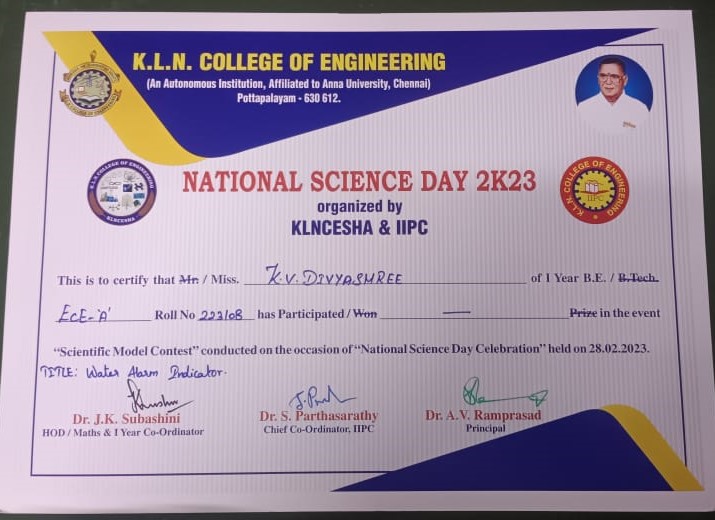 K.L.N. COLLEGE OF ENGINEERING
(An Autonomous Institution, Affiliated to Anna University, Chennai)
Pottapalayam - 630 612.
K.L.N. COLLEGE OF ENGINEERING
KLNCESHA
K.L.N. COLLEGE OF ENGINEERING
IIPC
NATIONAL SCIENCE DAY 2K23
organized by
KLNCESHA & IIPC
This is to certify that Mr. / Miss. K.V. DIVYASHREE of I Year B.E. / B.Tech.
ECE-'A' Roll No 223108 has Participated / Won — Prize in the event
"Scientific Model Contest" conducted on the occasion of "National Science Day Celebration" held on 28.02.2023.
TITLE: Water Alarm Indicator.
Dr. J.K. Subashini Dr. S. Parthasarathy Dr. A.V. Ramprasad
HOD / Maths & I Year Co-Ordinator Chief Co-Ordinator, IIPC Principal